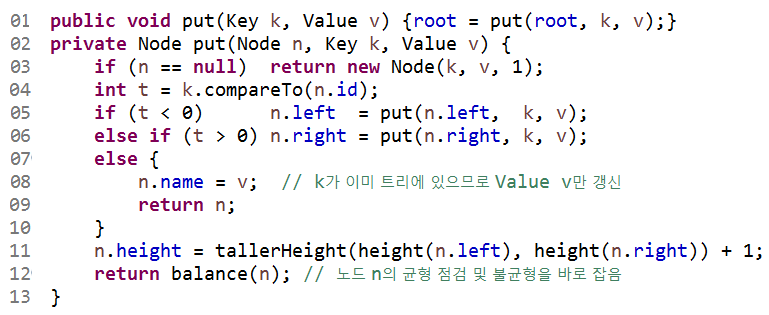 01 public void put(Key k, Value v) {root = put(root, k, v);}
02 private Node put(Node n, Key k, Value v) {
03     if (n == null)  return new Node(k, v, 1);
04     int t = k.compareTo(n.id);
05     if (t < 0)      n.left  = put(n.left,  k, v);
06     else if (t > 0) n.right = put(n.right, k, v);
07     else {
08         n.name = v;  // k가 이미 트리에 있으므로 Value v만 갱신
09         return n;
10     }
11     n.height = tallerHeight(height(n.left), height(n.right)) + 1;
12     return balance(n); // 노드 n의 균형 점검 및 불균형을 바로 잡음
13 }